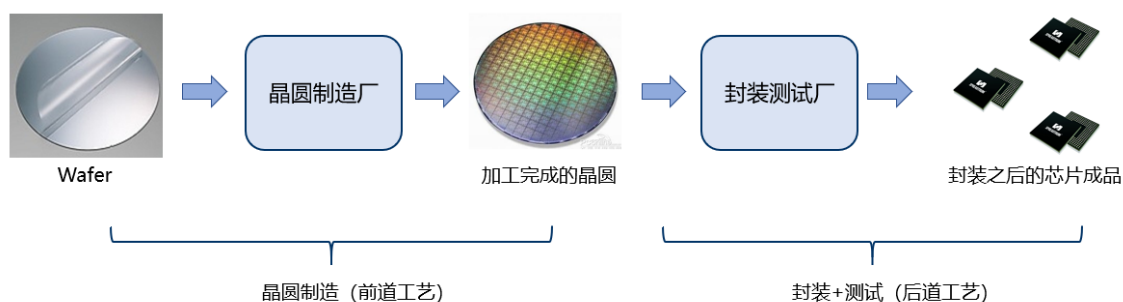 晶圆制造厂
封装测试厂
Wafer
加工完成的晶圆
封装之后的芯片成品
晶圆制造（前道工艺）
封装+测试（后道工艺）